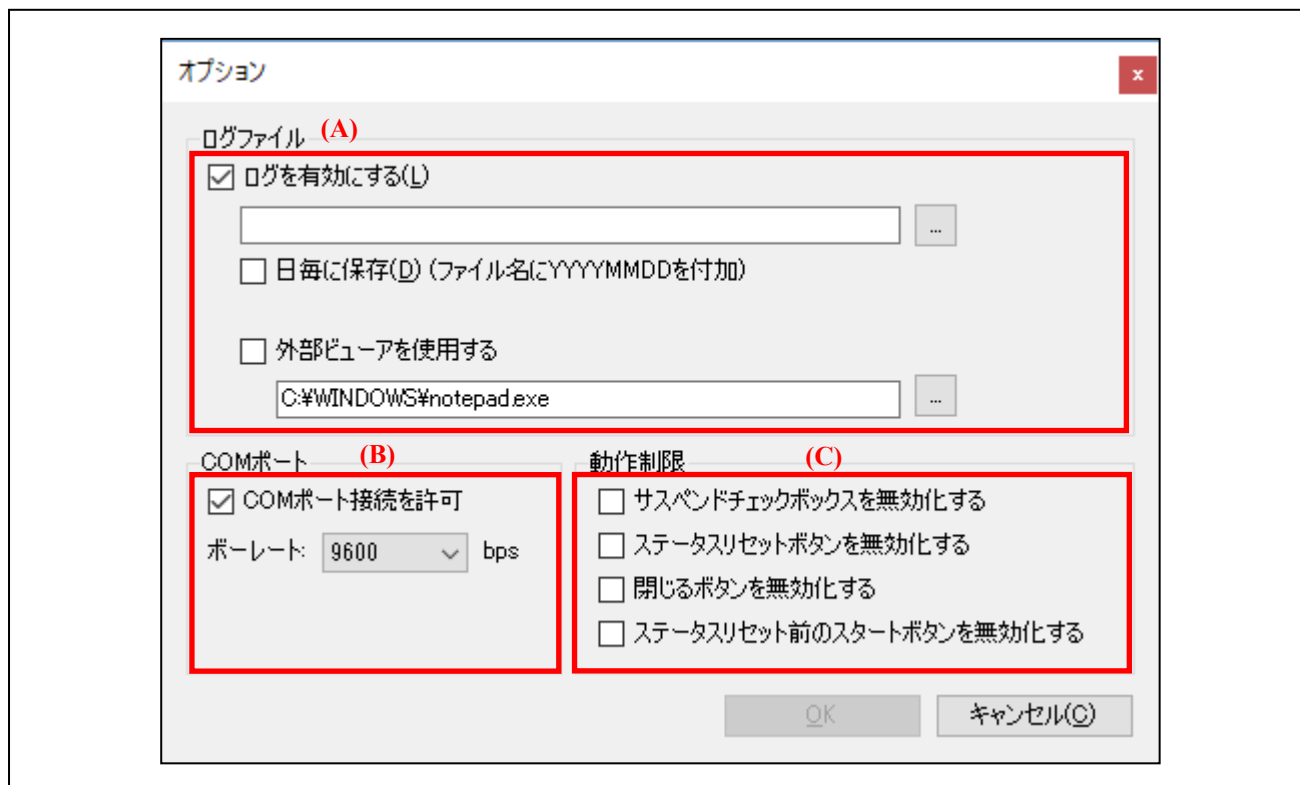 オプション
x
ログファイル (A)
ログを有効にする(L)
...
日毎に保存(D) (ファイル名にYYYYMMDDを付加)
外部ビューアを使用する
C:¥WINDOWS¥notepad.exe
...
COMポート (B)
COMポート接続を許可
ボーレート: 9600 bps
動作制限 (C)
サスペンドチェックボックスを無効化する
ステータスリセットボタンを無効化する
閉じるボタンを無効化する
ステータスリセット前のスタートボタンを無効化する
OK
キャンセル(C)